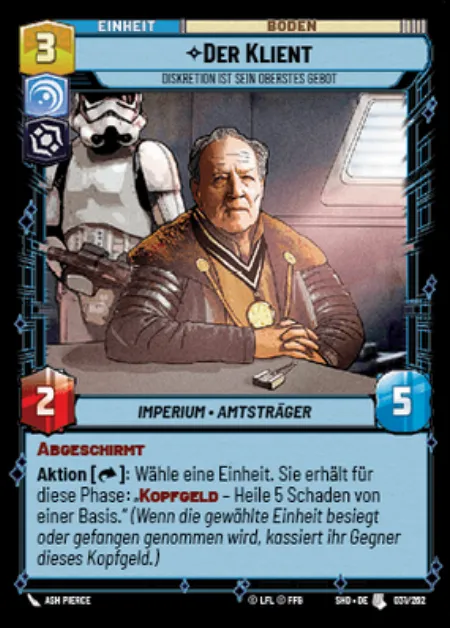 EINHEIT
BODEN
3
DER KLIENT
DISKRETION IST SEIN OBERSTES GEBOT
2
IMPERIUM • AMTSTRÄGER
5
ABGESCHIRMT
Aktion [↷]: Wähle eine Einheit. Sie erhält für
diese Phase: „KOPFGELD – Heile 5 Schaden von
einer Basis.“ (Wenn die gewählte Einheit besiegt
oder gefangen genommen wird, kassiert ihr Gegner
dieses Kopfgeld.)
ASH PIERCE
© LFL © FFG
SHD • DE
031/262